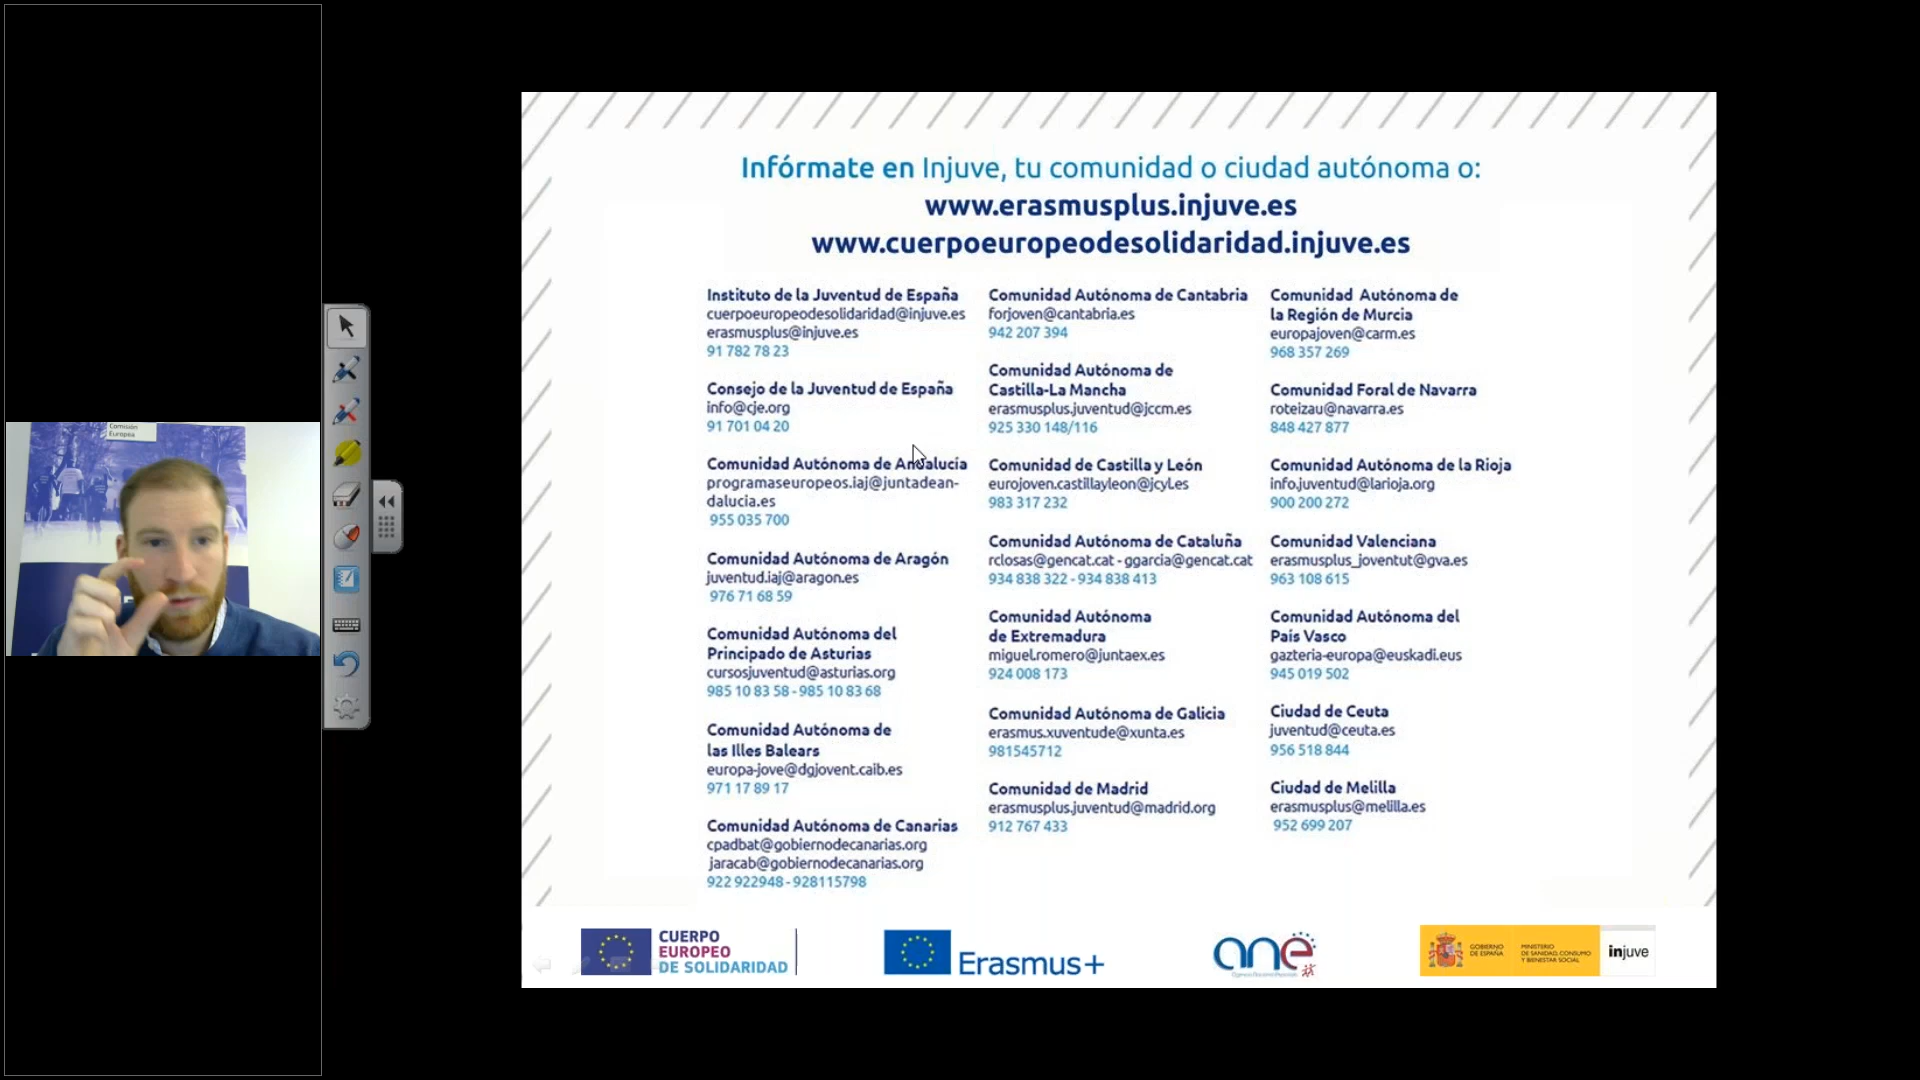 Comisión
Europea
Infórmate en Injuve, tu comunidad o ciudad autónoma o:
www.erasmusplus.injuve.es
www.cuerpoeuropeodesolidaridad.injuve.es
Instituto de la Juventud de España
cuerpoeuropeodesolidaridad@injuve.es
erasmusplus@injuve.es
91 782 78 23
Consejo de la Juventud de España
info@cje.org
91 701 04 20
Comunidad Autónoma de Andalucía
programaseuropeos.iaj@juntadean-
dalucia.es
955 035 700
Comunidad Autónoma de Aragón
juventud.iaj@aragon.es
976 71 68 59
Comunidad Autónoma del
Principado de Asturias
cursosjuventud@asturias.org
985 10 83 58 - 985 10 83 68
Comunidad Autónoma de
las Illes Balears
europa-jove@dgjovent.caib.es
971 17 89 17
Comunidad Autónoma de Canarias
cpadbat@gobiernodecanarias.org
jaracab@gobiernodecanarias.org
922 922948 - 928115798
Comunidad Autónoma de Cantabria
forjoven@cantabria.es
942 207 394
Comunidad Autónoma de
Castilla-La Mancha
erasmusplus.juventud@jccm.es
925 330 148/116
Comunidad de Castilla y León
eurojoven.castillayleon@jcyl.es
983 317 232
Comunidad Autónoma de Cataluña
rclosas@gencat.cat - ggarcia@gencat.cat
934 838 322 - 934 838 413
Comunidad Autónoma
de Extremadura
miguel.romero@juntaex.es
924 008 173
Comunidad Autónoma de Galicia
erasmus.xuventude@xunta.es
981545712
Comunidad de Madrid
erasmusplus.juventud@madrid.org
912 767 433
Comunidad Autónoma de
la Región de Murcia
europajoven@carm.es
968 357 269
Comunidad Foral de Navarra
roteizau@navarra.es
848 427 877
Comunidad Autónoma de la Rioja
info.juventud@larioja.org
900 200 272
Comunidad Valenciana
erasmusplus_joventut@gva.es
963 108 615
Comunidad Autónoma del
País Vasco
gazteria-europa@euskadi.eus
945 019 502
Ciudad de Ceuta
juventud@ceuta.es
956 518 844
Ciudad de Melilla
erasmusplus@melilla.es
952 699 207
CUERPO
EUROPEO
DE SOLIDARIDAD
Erasmus+
ane
GOBIERNO
DE ESPAÑA
MINISTERIO
DE SANIDAD, CONSUMO
Y BIENESTAR SOCIAL
injuve